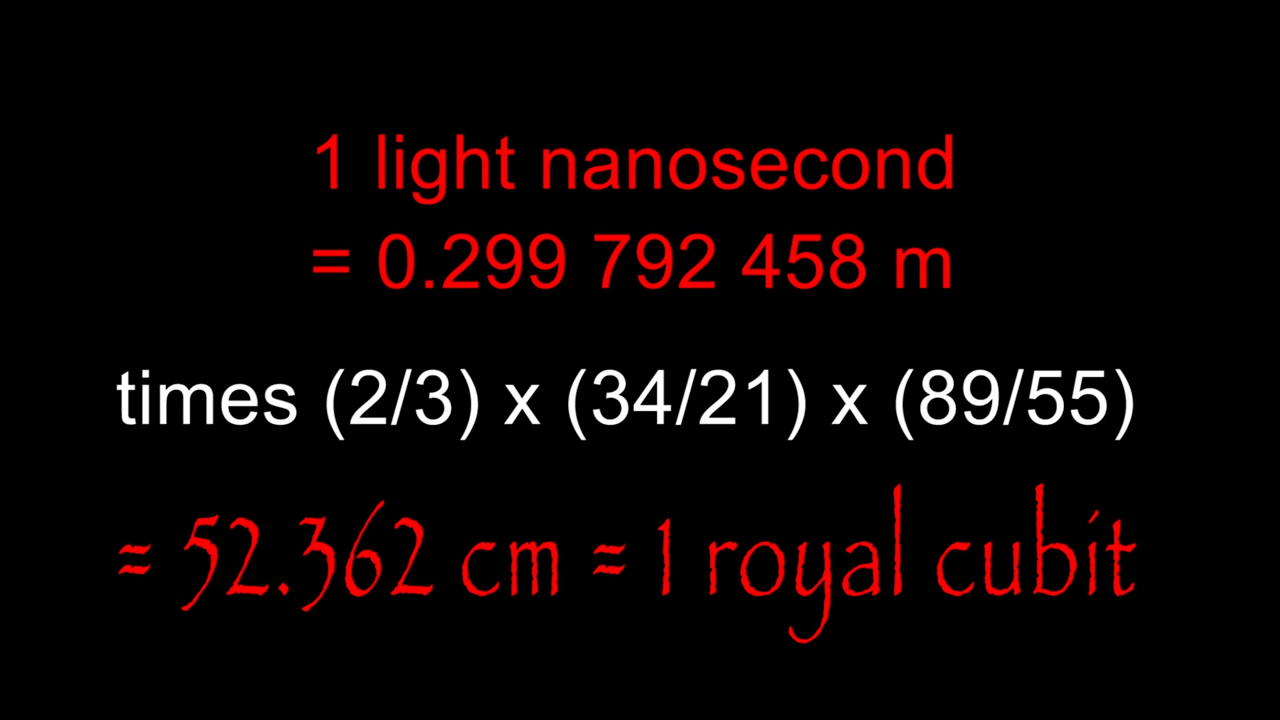 1 light nanosecond
= 0.299 792 458 m
times (2/3) x (34/21) x (89/55)
= 52.362 cm = 1 royal cubit